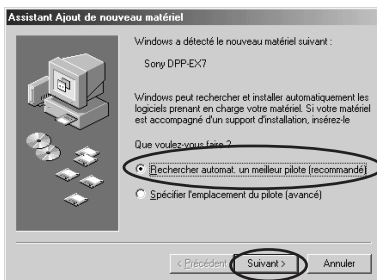 Assistant Ajout de nouveau matériel
Windows a détecté le nouveau matériel suivant :
Sony DPP-EX7
Windows peut rechercher et installer automatiquement les
logiciels prenant en charge votre matériel. Si votre matériel
est accompagné d'un support d'installation, insérez-le
Que voulez-vous faire ?
Rechercher automat. un meilleur pilote (recommandé)
Spécifier l'emplacement du pilote (avancé)
< Précédent Suivant > Annuler